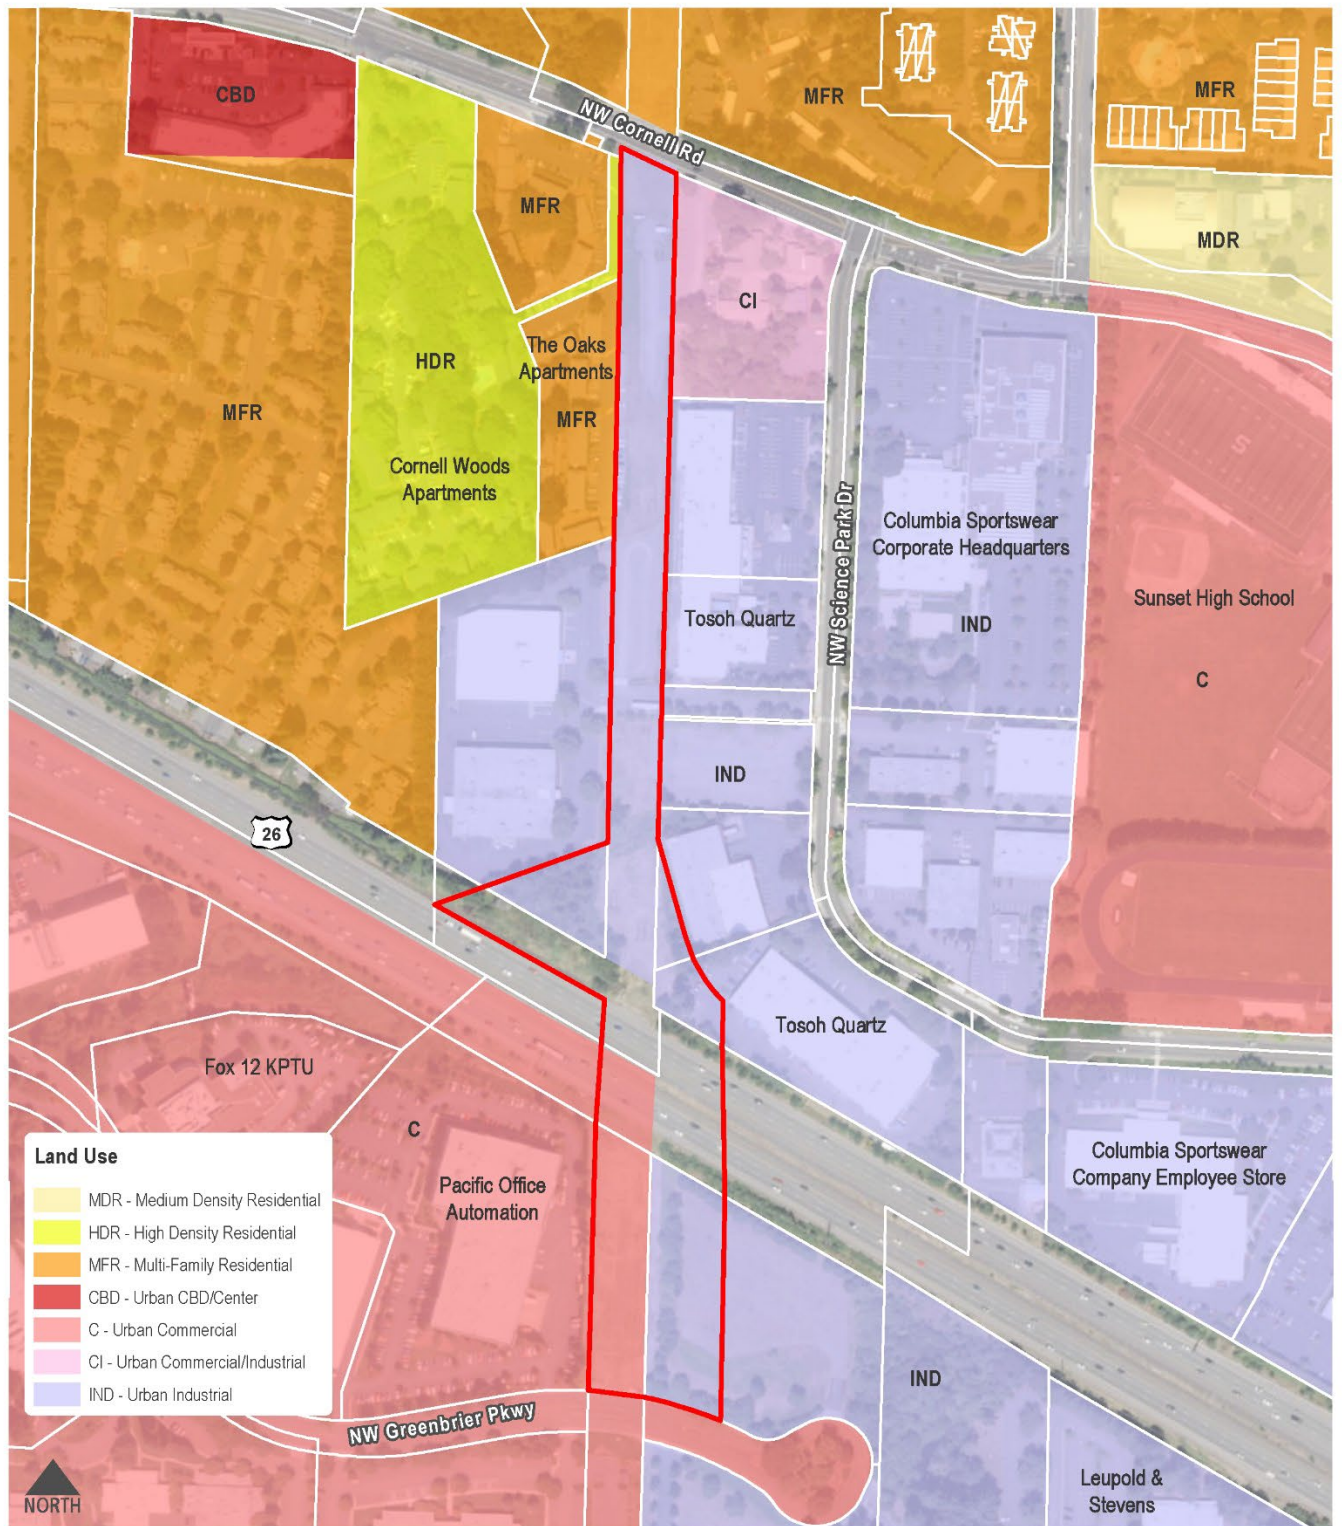 CBD
MFR
MFR
NW Cornell Rd
MFR
MDR
CI
HDR
The Oaks
Apartments
MFR
MFR
Cornell Woods
Apartments
NW Science Park Dr
Columbia Sportswear
Corporate Headquarters
IND
Sunset High School
C
S
Tosoh Quartz
IND
26
Tosoh Quartz
Fox 12 KPTU
C
Pacific Office
Automation
Columbia Sportswear
Company Employee Store
Land Use
MDR - Medium Density Residential
HDR - High Density Residential
MFR - Multi-Family Residential
CBD - Urban CBD/Center
C - Urban Commercial
CI - Urban Commercial/Industrial
IND - Urban Industrial
IND
NW Greenbrier Pkwy
Leupold &
Stevens
NORTH